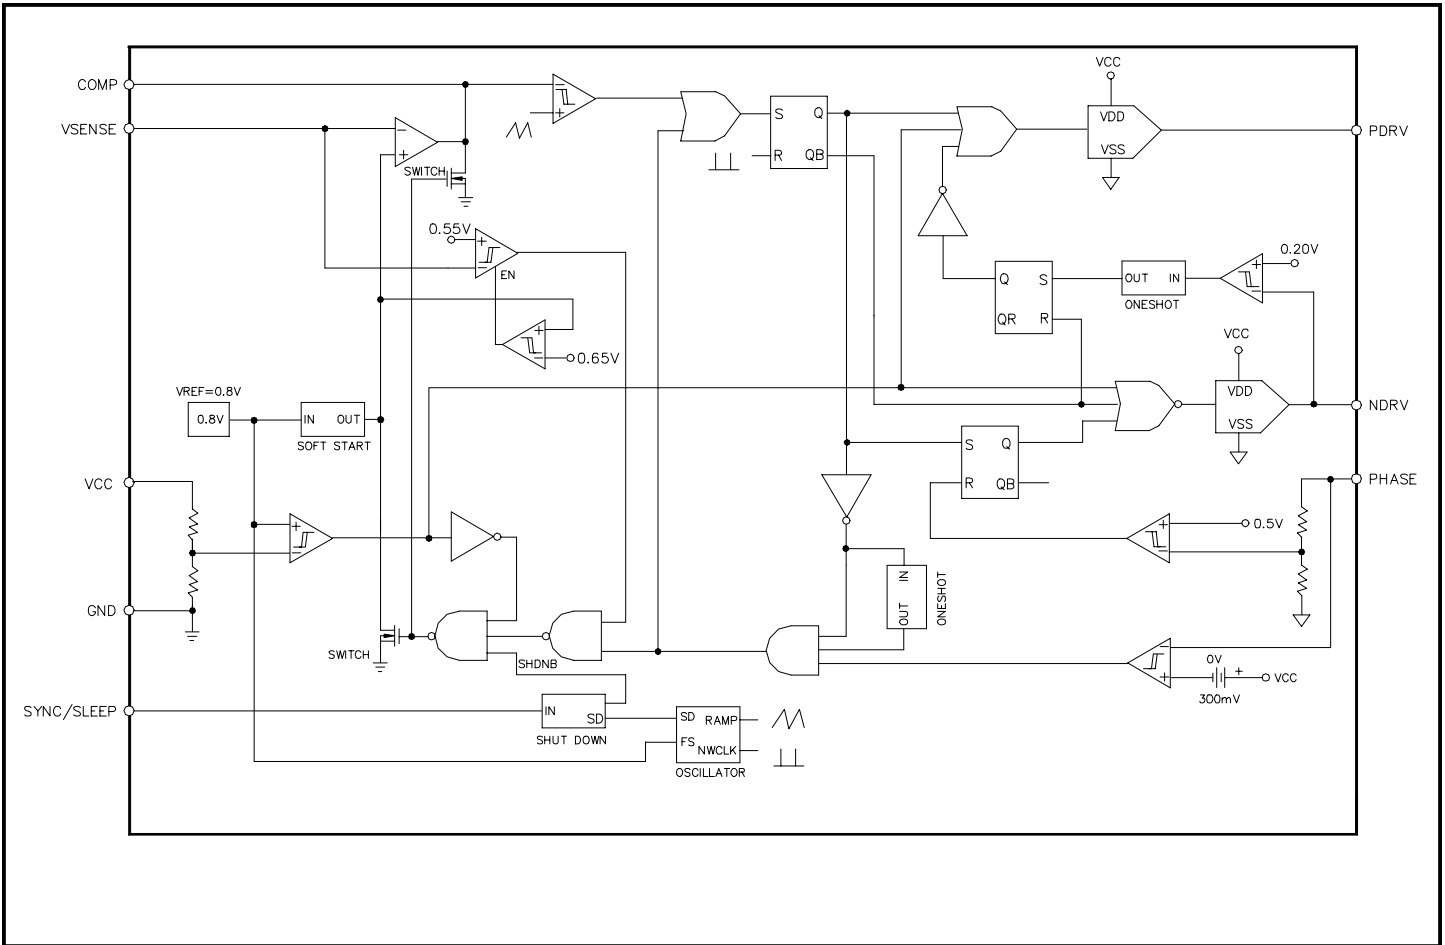 VCC
COMP
Q
S
VDD
VSENSE
PDRV
VSS
R
QB
SWITCH
0.55V
0.20V
EN
Q
S
OUT
IN
ONESHOT
QR
R
VCC
0.65V
VREF=0.8V
VDD
NDRV
0.8V
IN
OUT
VSS
SOFT START
S
Q
PHASE
VCC
R
QB
0.5V
IN
OUT
ONESHOT
GND
SWITCH
SHDNB
0V
+
VCC
300mV
SYNC/SLEEP
IN
SD
SD
RAMP
SHUT DOWN
FS
NWCLK
OSCILLATOR